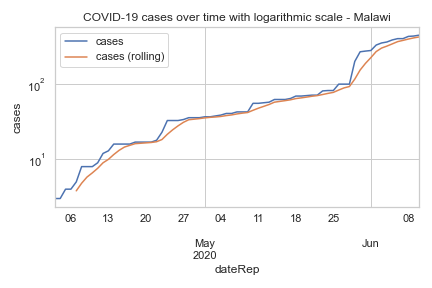 COVID-19 cases over time with logarithmic scale - Malawi
cases
cases (rolling)
10²
10¹
cases
06 13 20 27 04 11 18 25 08
May Jun
2020
dateRep